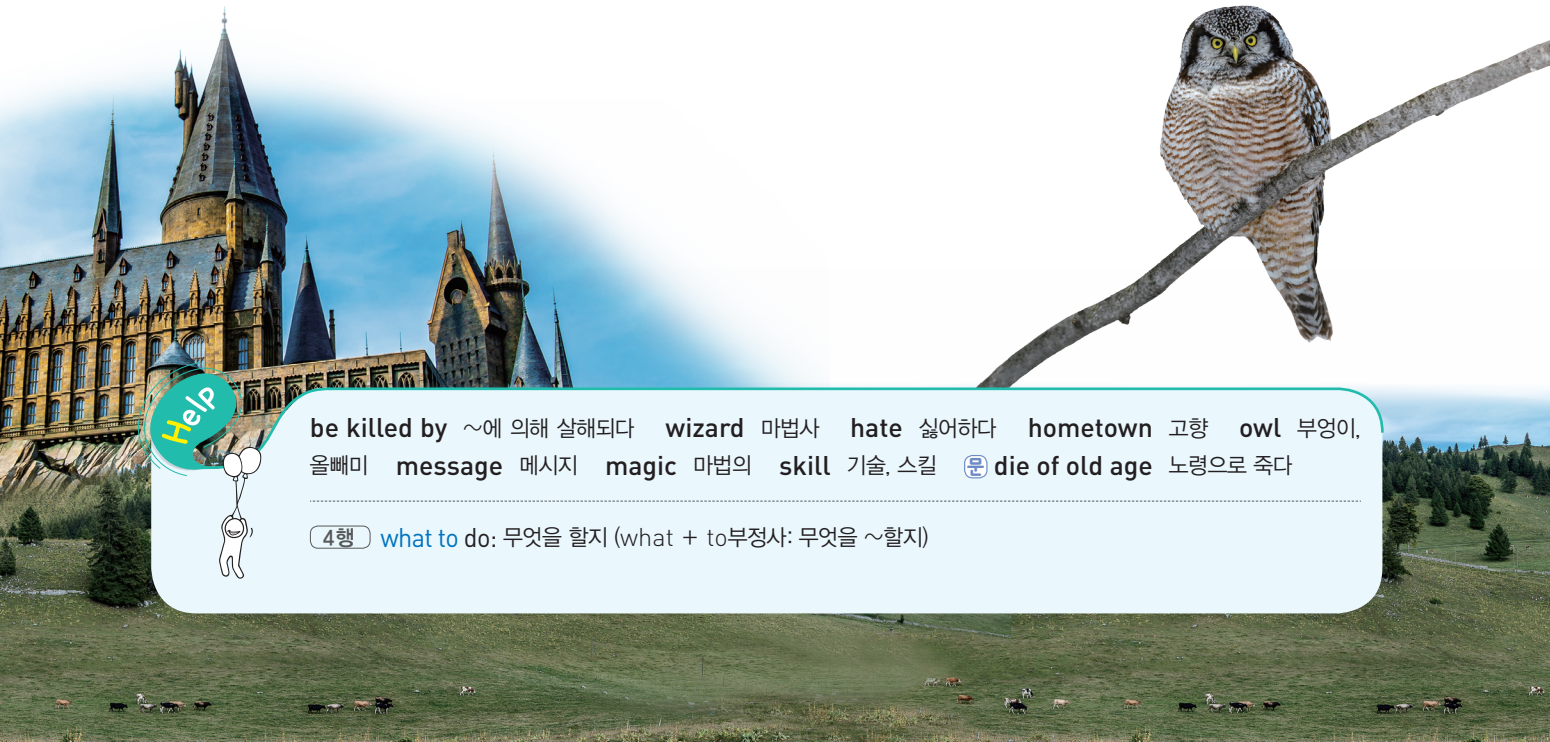 Help
be killed by ～에 의해 살해되다 wizard 마법사 hate 싫어하다 hometown 고향 owl 부엉이,
올빼미 message 메시지 magic 마법의 skill 기술, 스킬 문 die of old age 노령으로 죽다
4행 what to do: 무엇을 할지 (what + to부정사: 무엇을 ～할지)